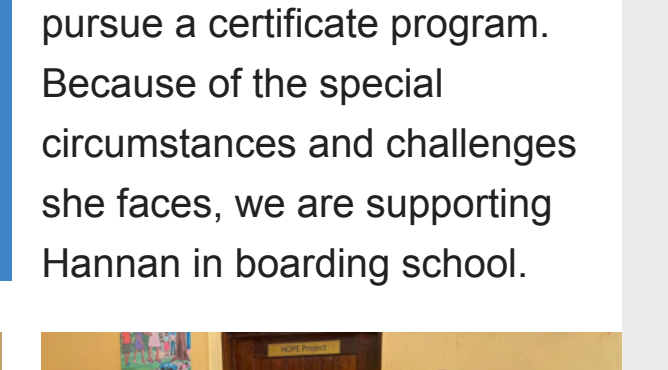 pursue a certificate program.
Because of the special
circumstances and challenges
she faces, we are supporting
Hannan in boarding school.
HOPE Project